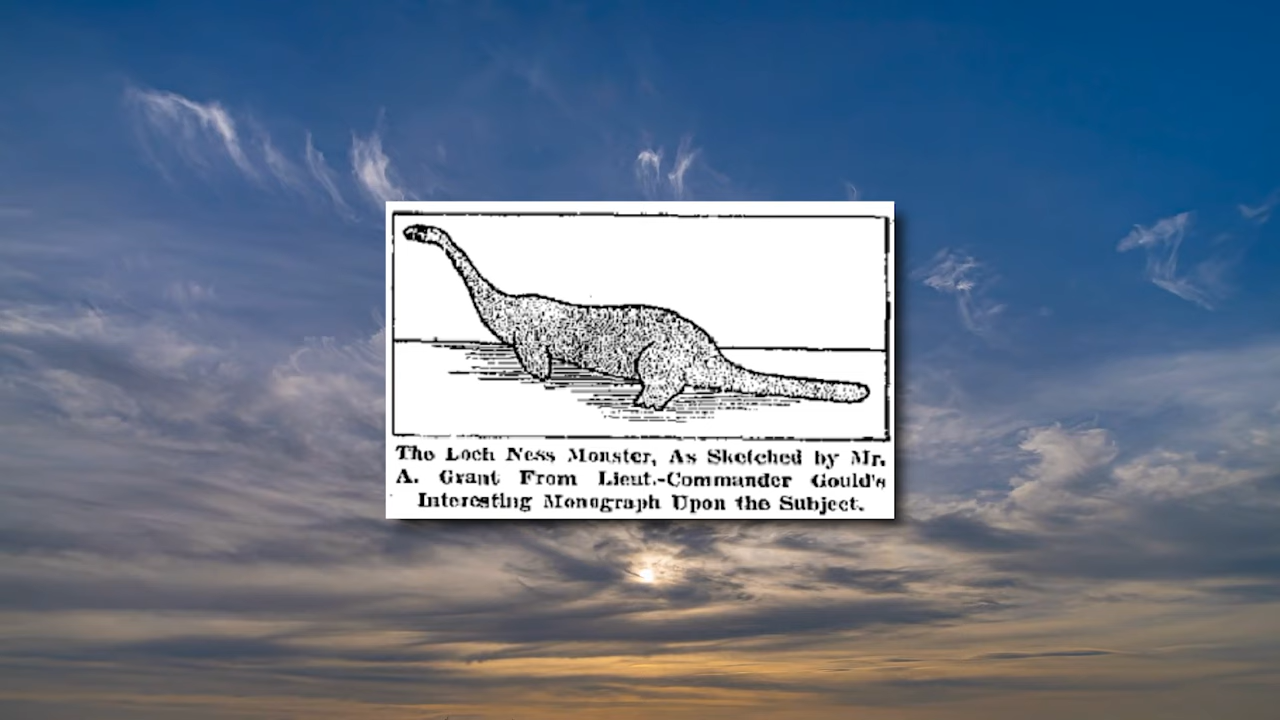 The Loch Ness Monster, As Sketched by Mr.
A. Grant From Lieut.-Commander Gould's
Interesting Monograph Upon the Subject.